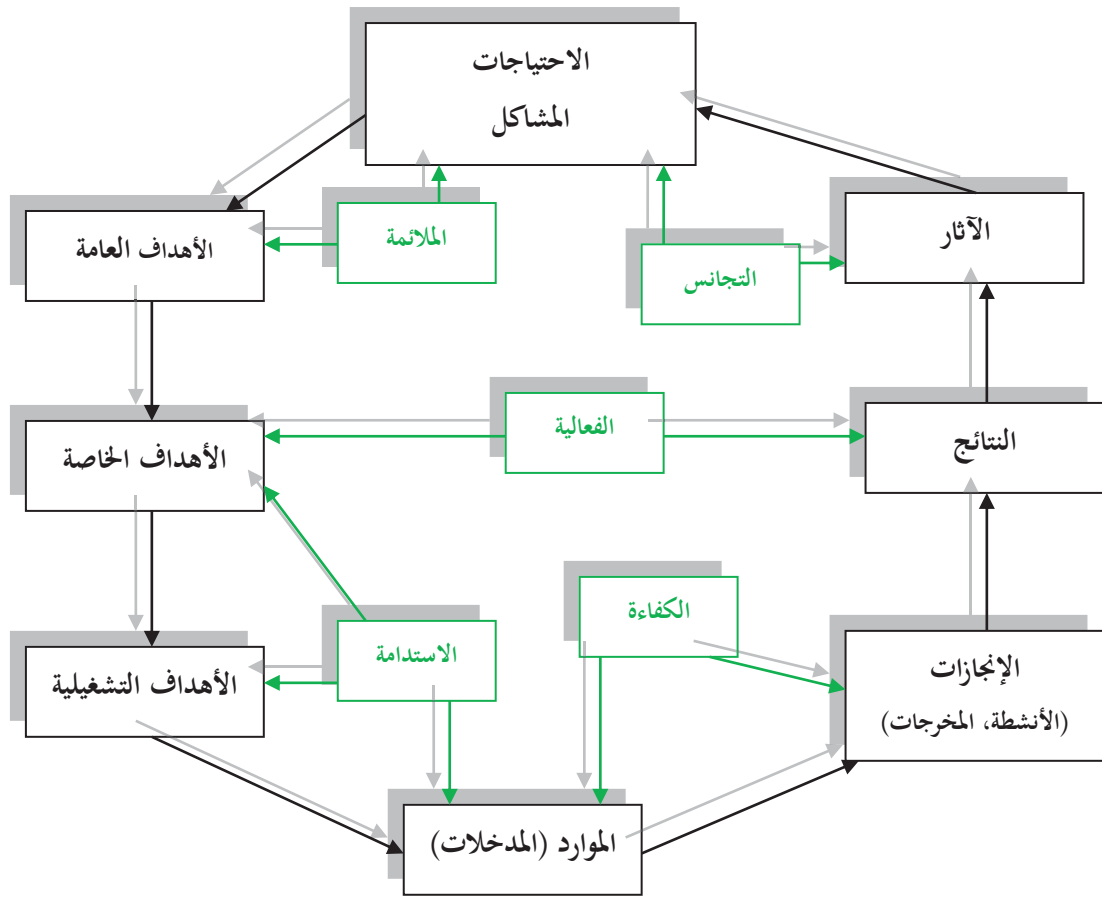 الاحتياجات
المشاكل
الآثار
الملائمة
الأهداف العامة
التجانس
النتائج
الفعالية
الأهداف الخاصة
الكفاءة
الإنجازات
(الأنشطة، المخرجات)
الاستدامة
الأهداف التشغيلية
الموارد (المدخلات)